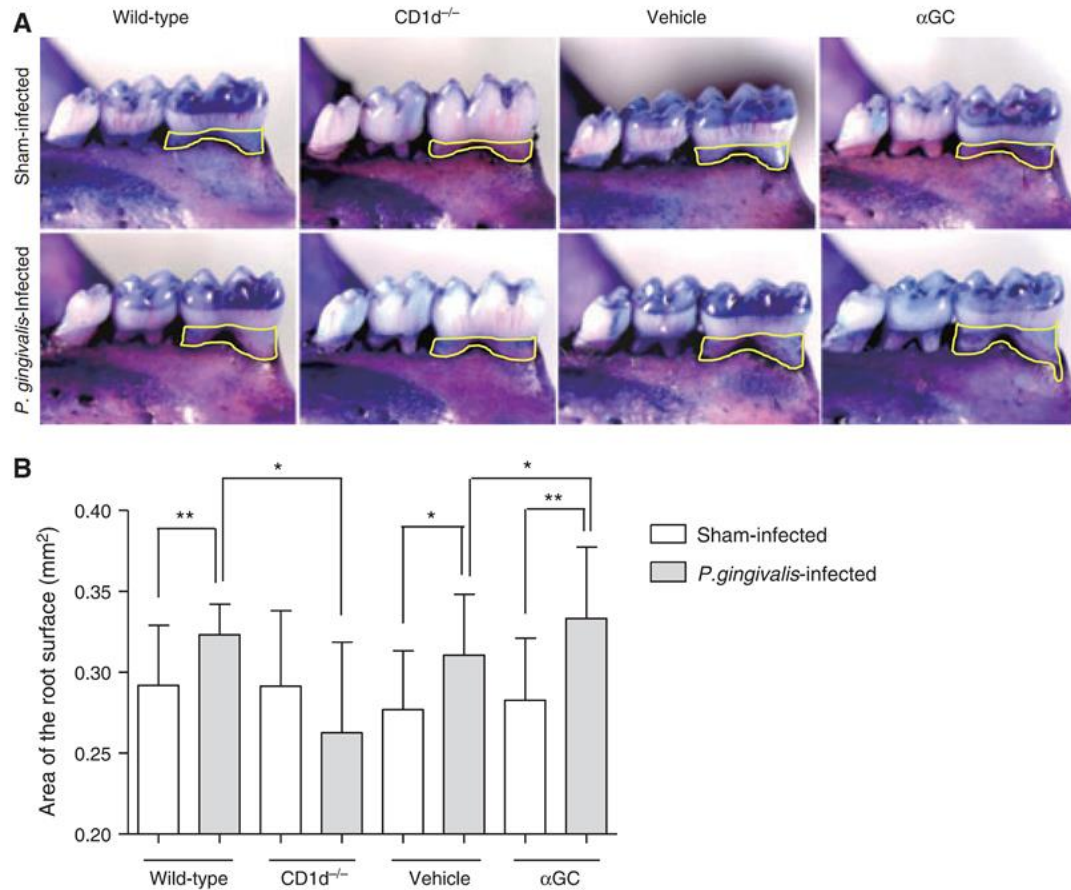 A
Wild-type CD1d⁻/⁻ Vehicle αGC
Sham-infected
P. gingivalis-Infected
B
** * * * **
Area of the root surface (mm²)
0.40
0.35
0.30
0.25
0.20
Sham-infected
P.gingivalis-infected
Wild-type CD1d⁻/⁻ Vehicle αGC